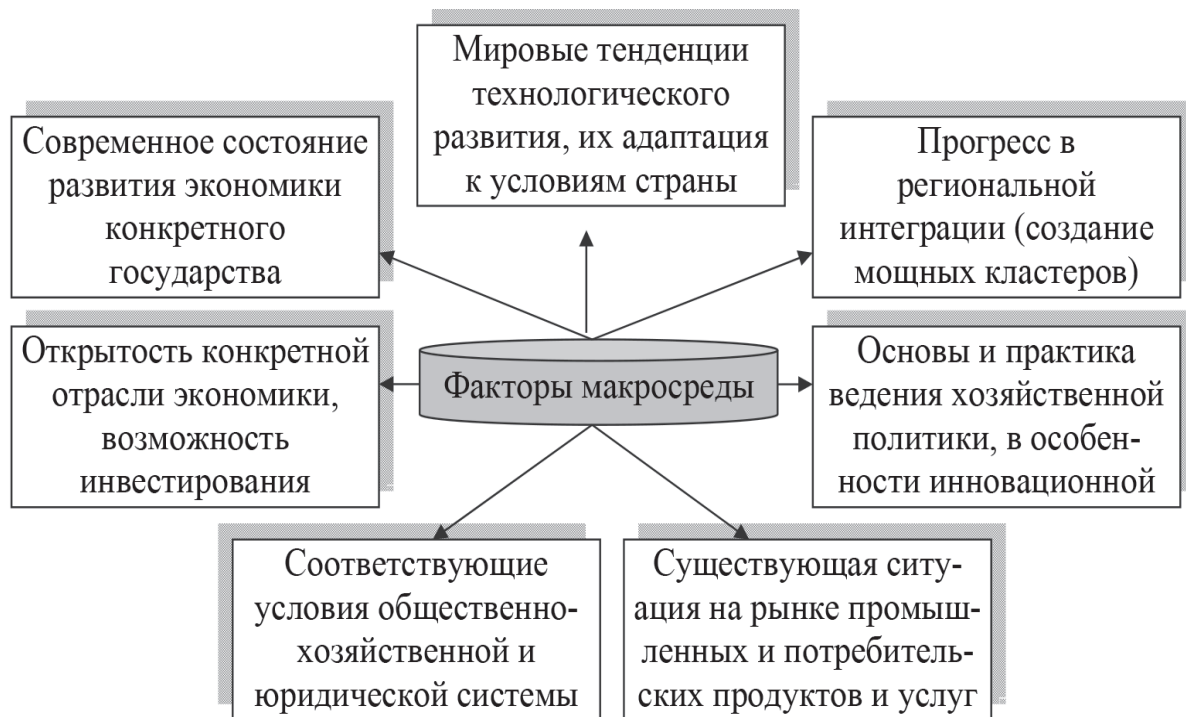 Мировые тенденции
технологического
развития, их адаптация
к условиям страны
Современное состояние
развития экономики
конкретного
государства
Прогресс в
региональной
интеграции (создание
мощных кластеров)
Открытость конкретной
отрасли экономики,
возможность
инвестирования
Факторы макросреды
Основы и практика
ведения хозяйственной
политики, в особен-
ности инновационной
Соответствующие
условия общественно-
хозяйственной и
юридической системы
Существующая ситу-
ация на рынке промыш-
ленных и потребитель-
ских продуктов и услуг